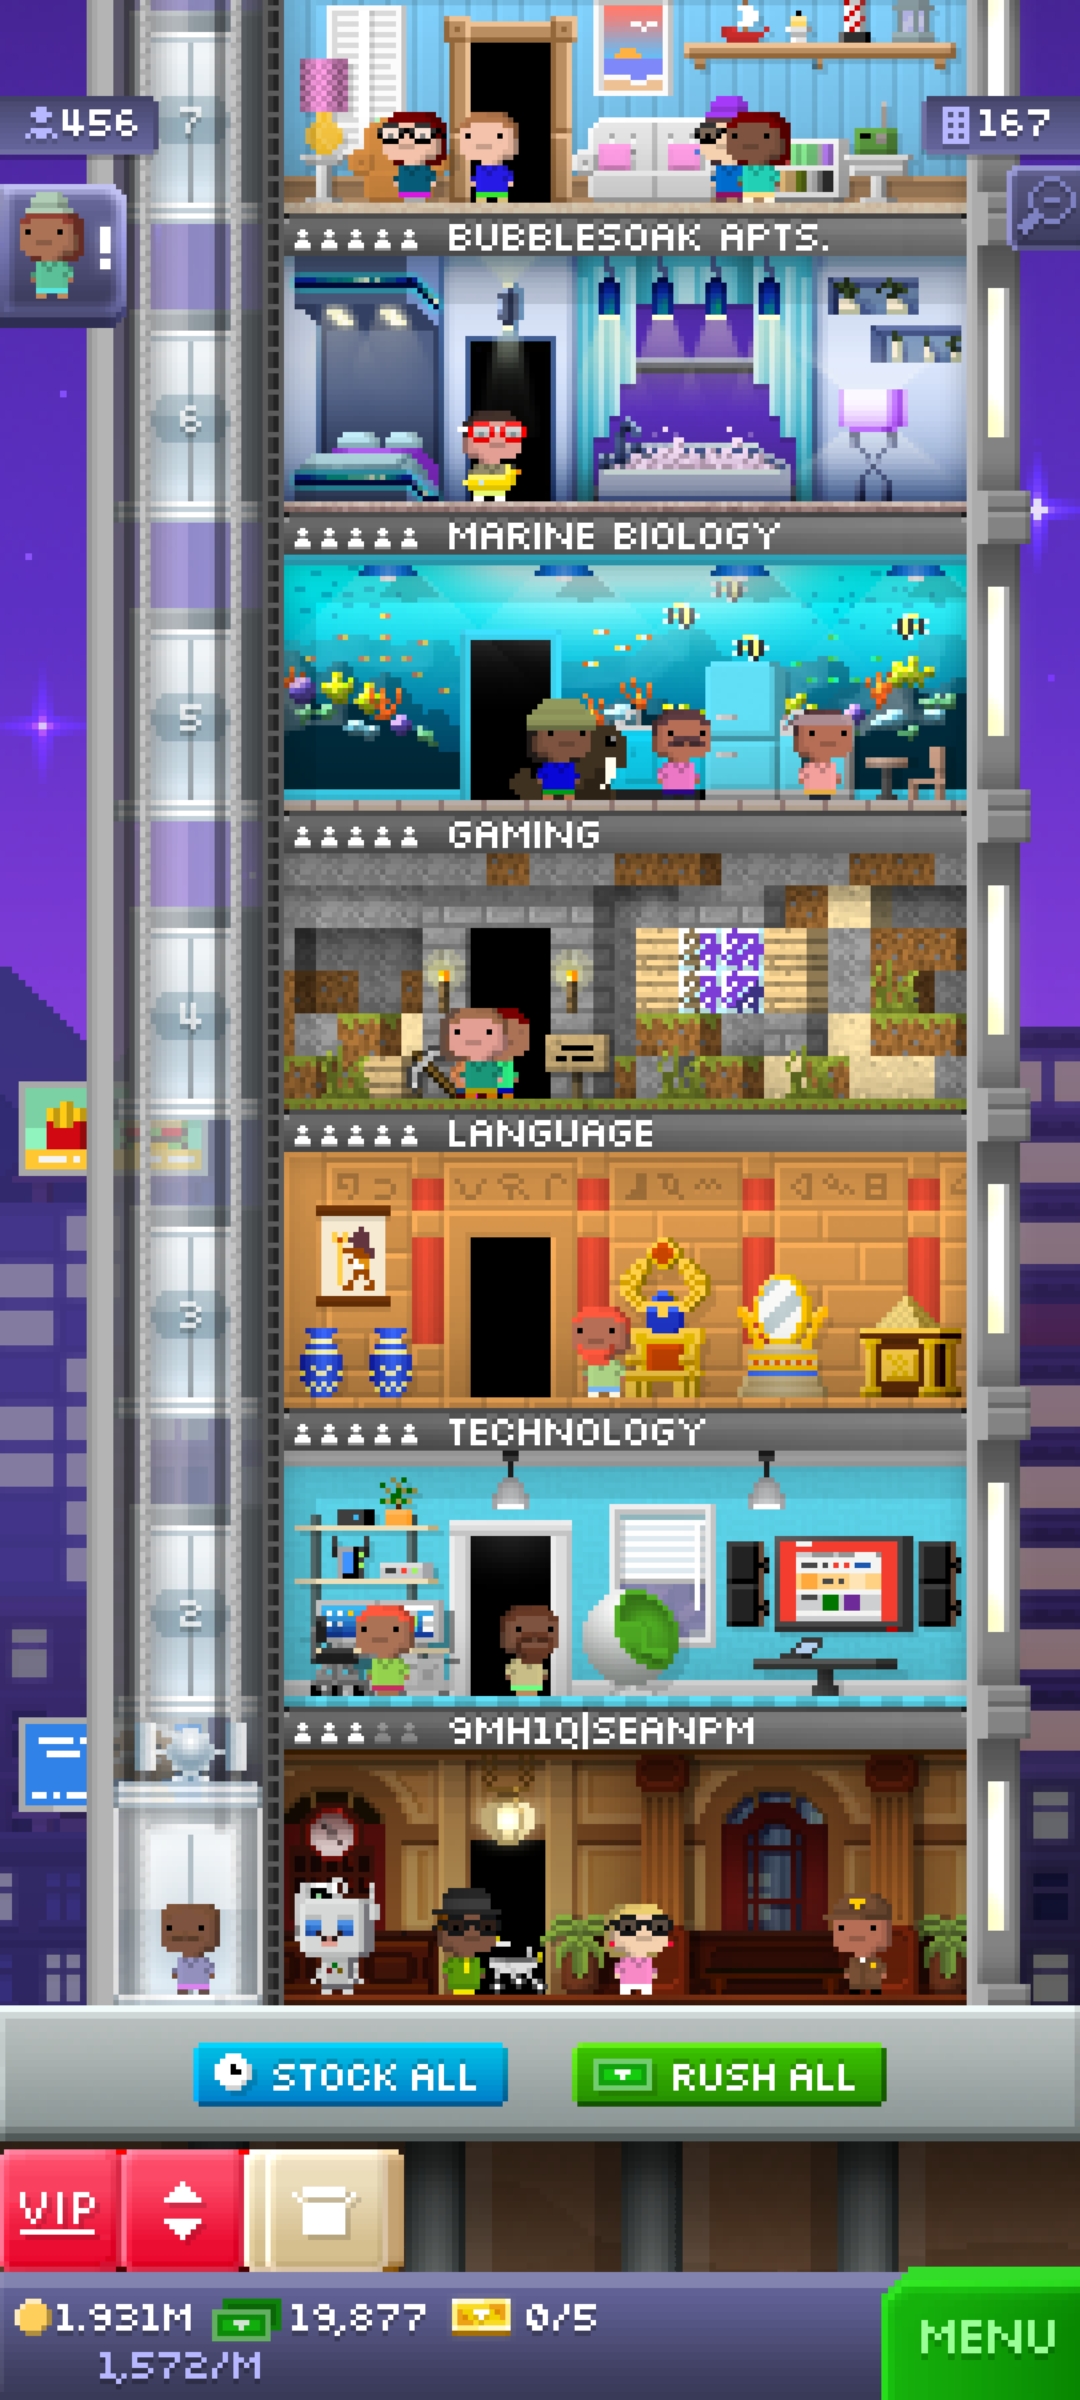 7
456
167
!
BUBBLESOAK APTS.
6
MARINE BIOLOGY
5
GAMING
4
LANGUAGE
3
TECHNOLOGY
2
9MH1Q|SEANPM
STOCK ALL
RUSH ALL
VIP
1.931M
19,877
0/5
1,572/M
MENU